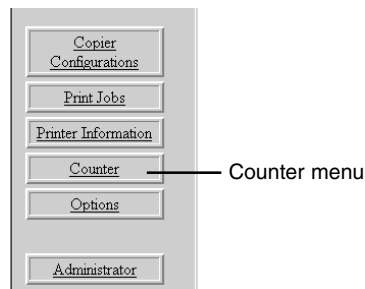 Copier
Configurations
Print Jobs
Printer Information
Counter
Counter menu
Options
Administrator